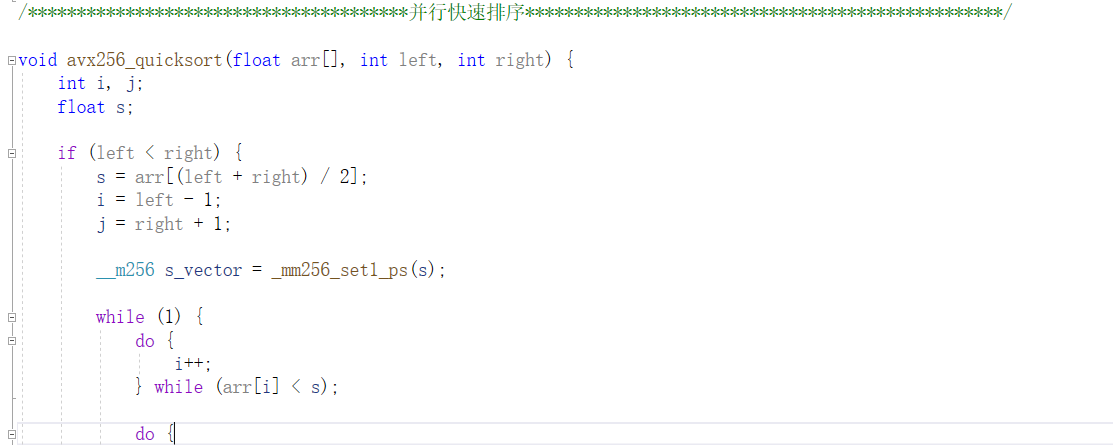 /***************************************并行快速排序*************************************************/
void avx256_quicksort(float arr[], int left, int right) {
    int i, j;
    float s;
    if (left < right) {
        s = arr[(left + right) / 2];
        i = left - 1;
        j = right + 1;
        __m256 s_vector = _mm256_set1_ps(s);
        while (1) {
            do {
                i++;
            } while (arr[i] < s);
            do {